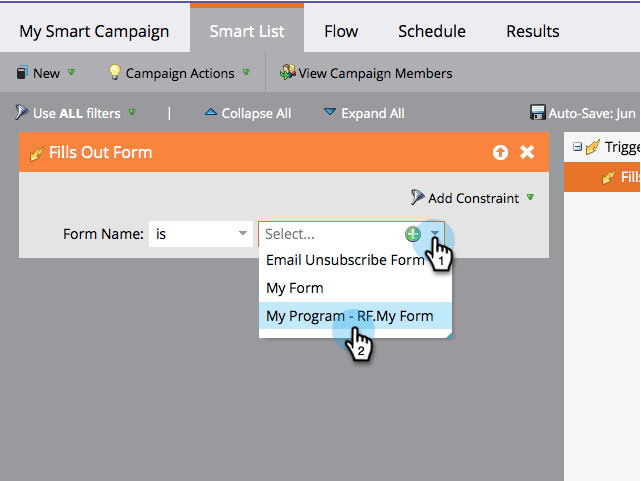 My Smart Campaign Smart List Flow Schedule Results
New Campaign Actions View Campaign Members
Use ALL filters | Collapse All Expand All Auto-Save: Jun
Fills Out Form Trigge
Fills
Add Constraint
Form Name: is Select...
1
Email Unsubscribe Form
My Form
My Program - RF.My Form
2